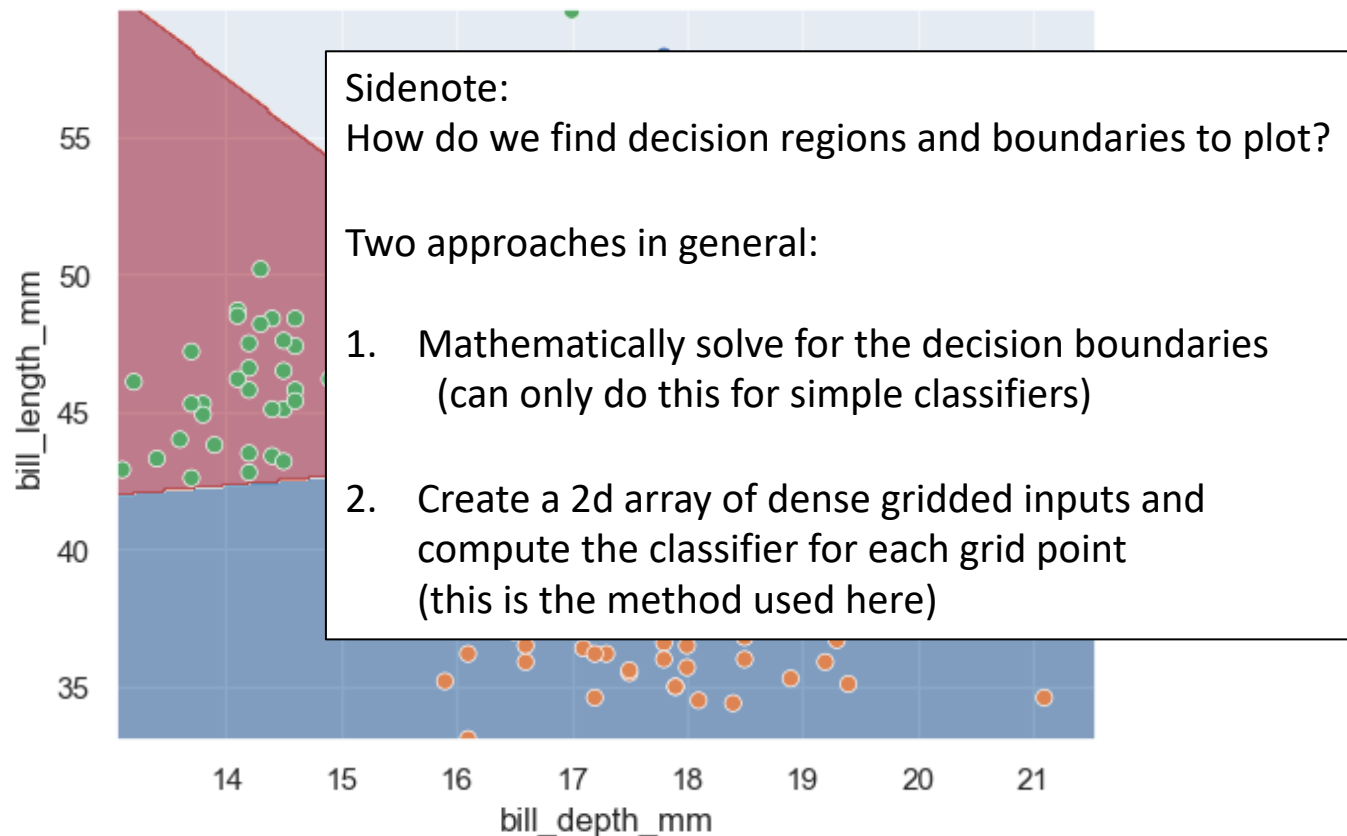 Sidenote:
How do we find decision regions and boundaries to plot?
Two approaches in general:
1. Mathematically solve for the decision boundaries
(can only do this for simple classifiers)
2. Create a 2d array of dense gridded inputs and
compute the classifier for each grid point
(this is the method used here)
55
50
45
40
35
bill_length_mm
14 15 16 17 18 19 20 21
bill_depth_mm